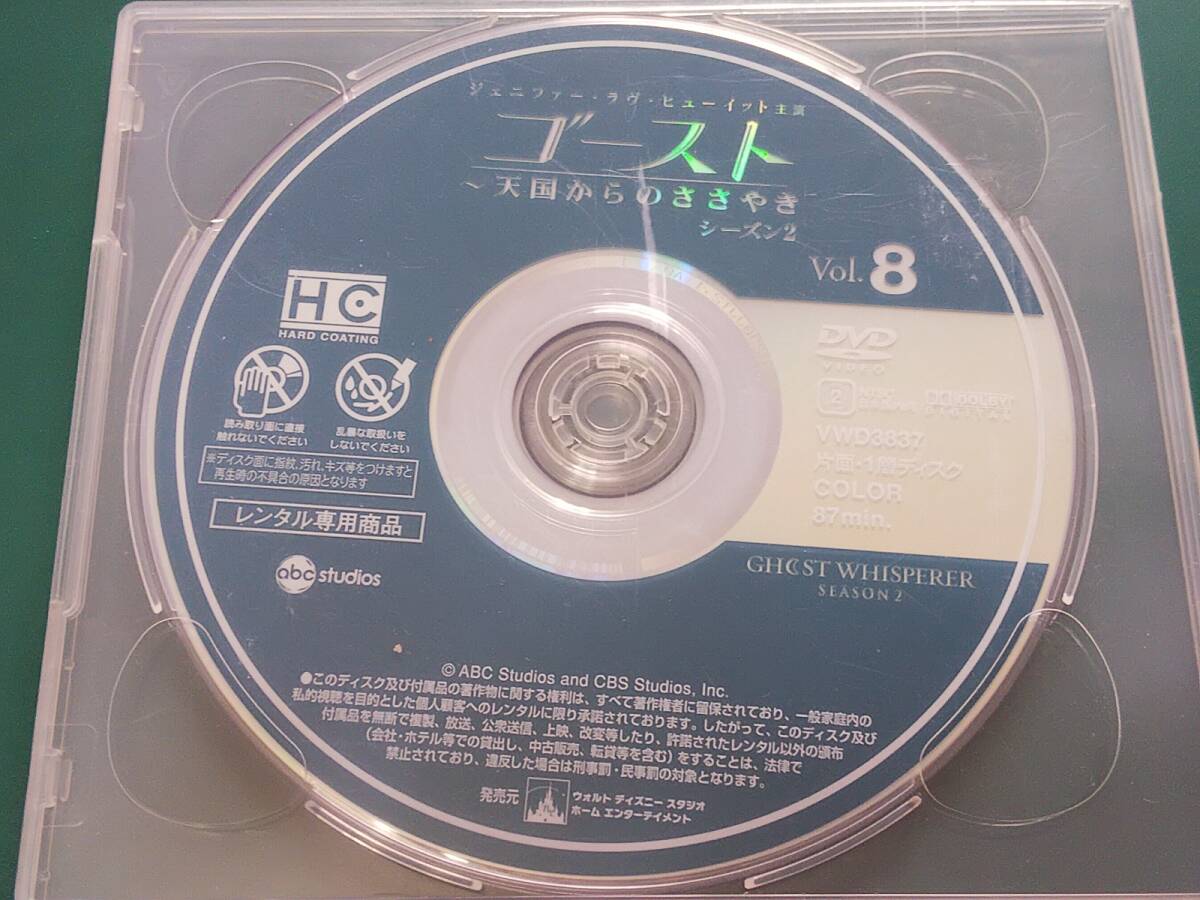 ジェニファー・ラヴ・ヒューイット主演
ゴースト
～天国からのささやき
シーズン2
Vol. 8
HC
HARD COATING
読み取り面に直接
触れないでください
乱暴な取扱いを
しないでください
※ディスク面に指紋、汚れ、キズ等をつけますと
再生時の不具合の原因となります
レンタル専用商品
abc studios
DVD
VIDEO
2
DOLBY
DIGITAL
VWD3837
片面・1層ディスク
COLOR
87min.
GHOST WHISPERER
SEASON 2
© ABC Studios and CBS Studios, Inc.
●このディスク及び付属品の著作物に関する権利は、すべて著作権者に留保されており、一般家庭内の
私的視聴を目的とした個人顧客へのレンタルに限り承諾されております。したがって、このディスク及び
付属品を無断で複製、放送、公衆送信、上映、改変等したり、許諾されたレンタル以外の頒布
(会社・ホテル等での貸出し、中古販売、転貸等を含む)をすることは、法律で
禁止されており、違反した場合は刑事罰・民事罰の対象となります。
発売元
ウォルト ディズニー スタジオ
ホーム エンターテイメント